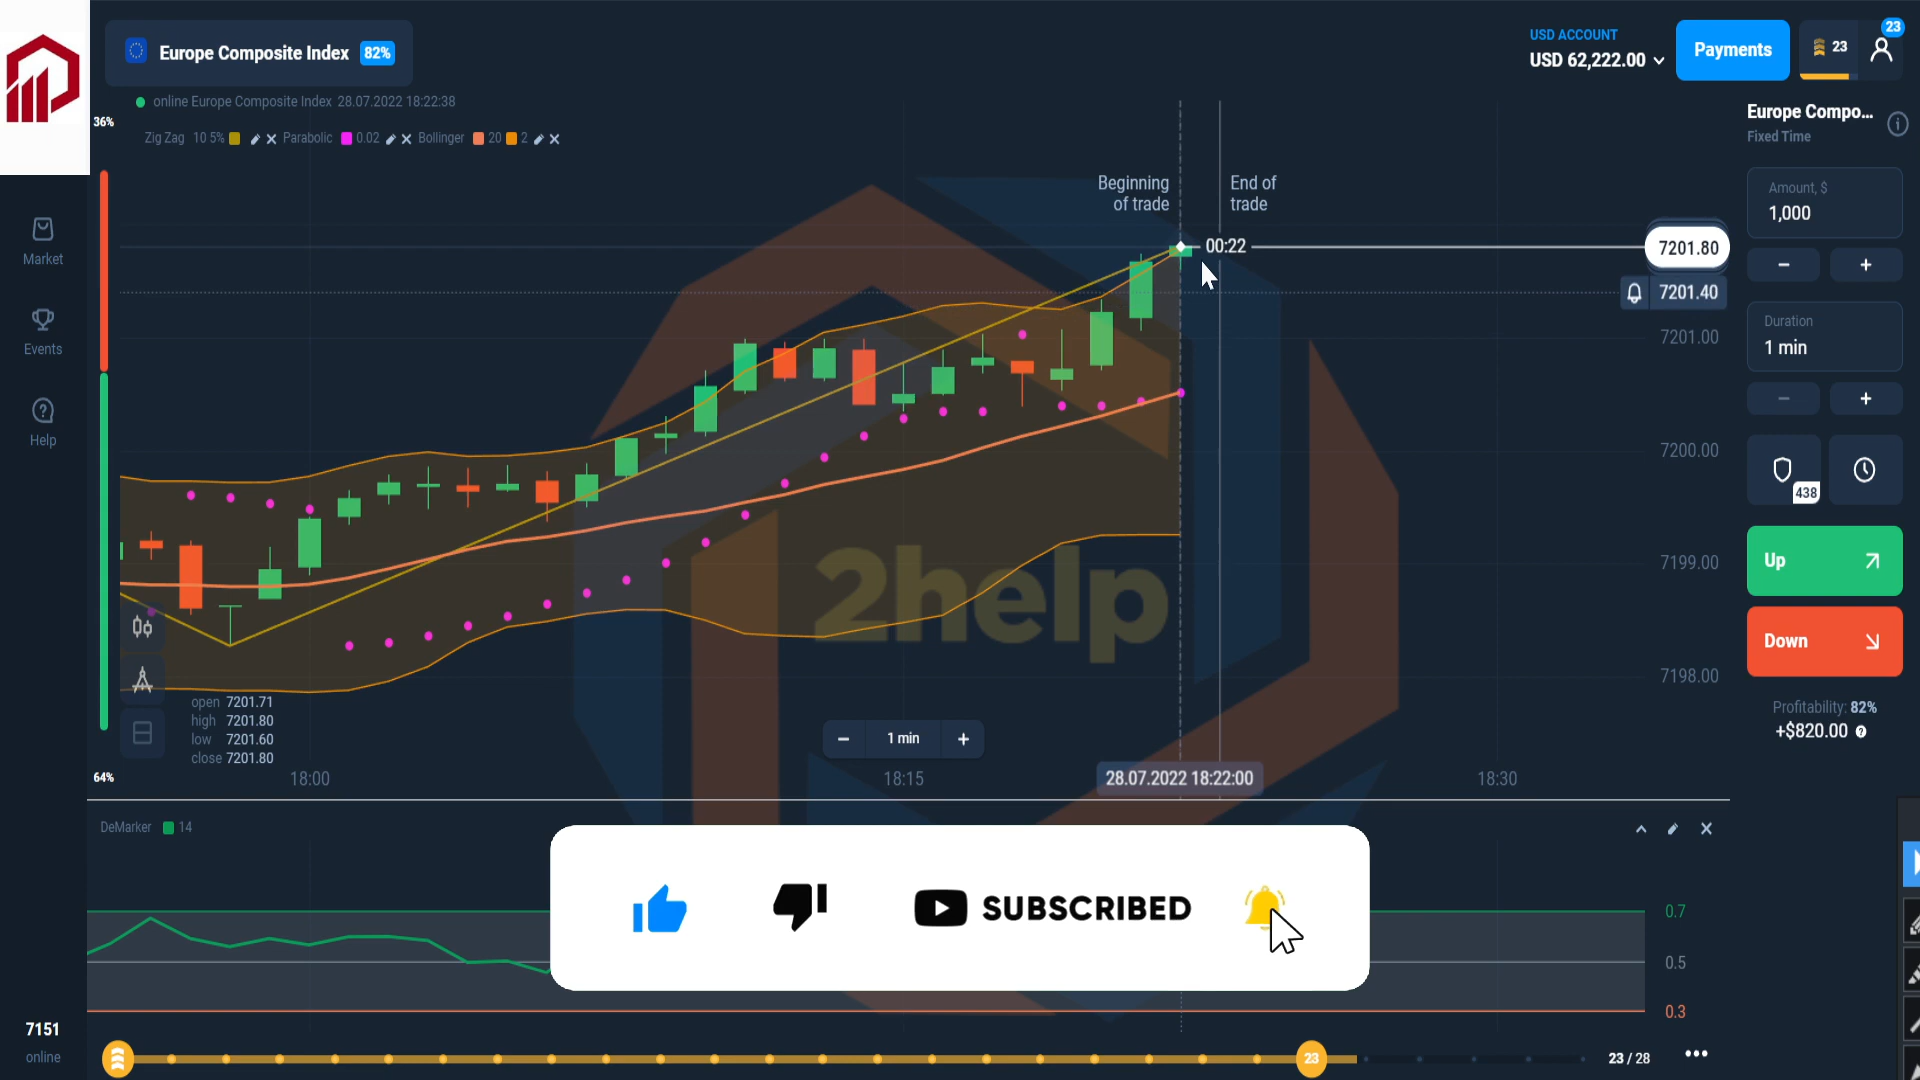 Europe Composite Index 82%
USD ACCOUNT
USD 62,222.00
Payments
23
23
online Europe Composite Index 28.07.2022 18:22:38
36%
Zig Zag 10 5% Parabolic 0.02 Bollinger 20 2
Europe Compo...
Fixed Time
Beginning
of trade
End of
trade
Amount, $
1,000
00:22
7201.80
7201.40
7201.00
7200.00
7199.00
7198.00
Market
Events
Help
Duration
1 min
438
Up
Down
Profitability: 82%
+$820.00
2help
open 7201.71
high 7201.80
low 7201.60
close 7201.80
1 min
64%
18:00
18:15
28.07.2022 18:22:00
18:30
DeMarker 14
SUBSCRIBED
0.7
0.5
0.3
7151
online
23
23 / 28